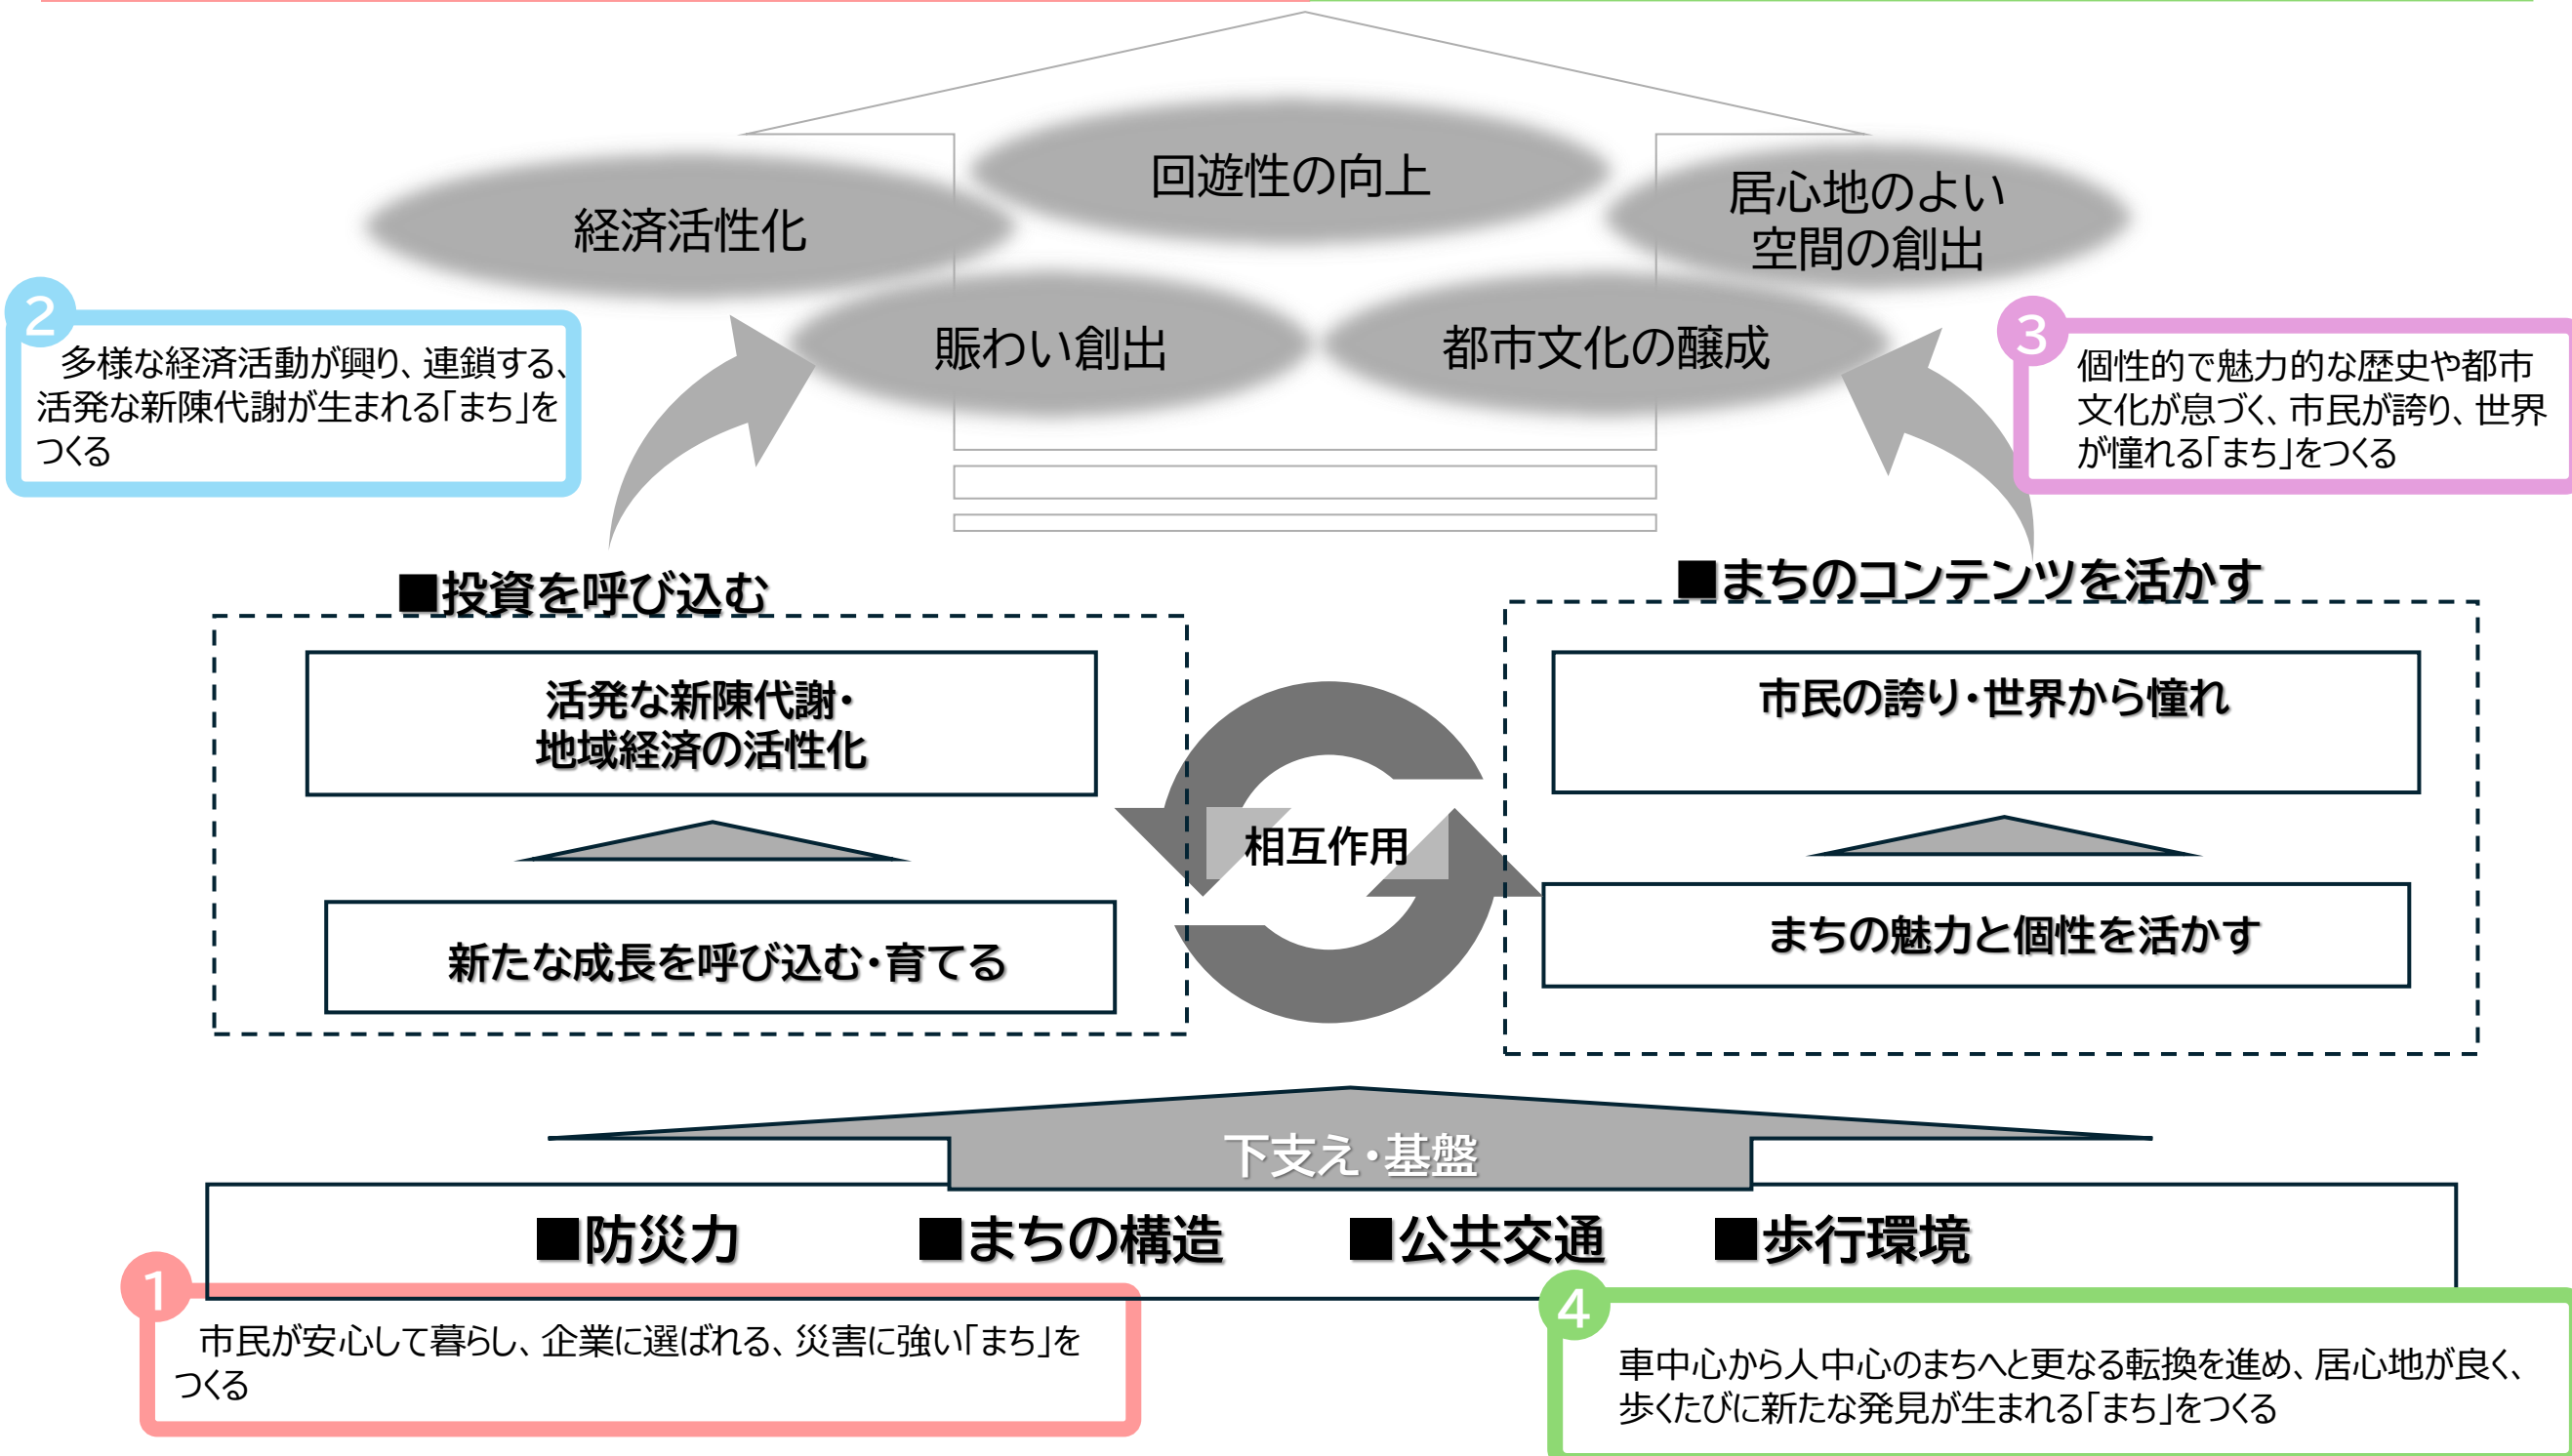 回遊性の向上
経済活性化
居心地のよい
空間の創出
賑わい創出
都市文化の醸成
2
多様な経済活動が興り、連鎖する、
活発な新陳代謝が生まれる「まち」を
つくる
3
個性的で魅力的な歴史や都市
文化が息づく、市民が誇り、世界
が憧れる「まち」をつくる
■投資を呼び込む
活発な新陳代謝・
地域経済の活性化
新たな成長を呼び込む・育てる
相互作用
■まちのコンテンツを活かす
市民の誇り・世界から憧れ
まちの魅力と個性を活かす
下支え・基盤
■防災力 ■まちの構造 ■公共交通 ■歩行環境
1
市民が安心して暮らし、企業に選ばれる、災害に強い「まち」を
つくる
4
車中心から人中心のまちへと更なる転換を進め、居心地が良く、
歩くたびに新たな発見が生まれる「まち」をつくる